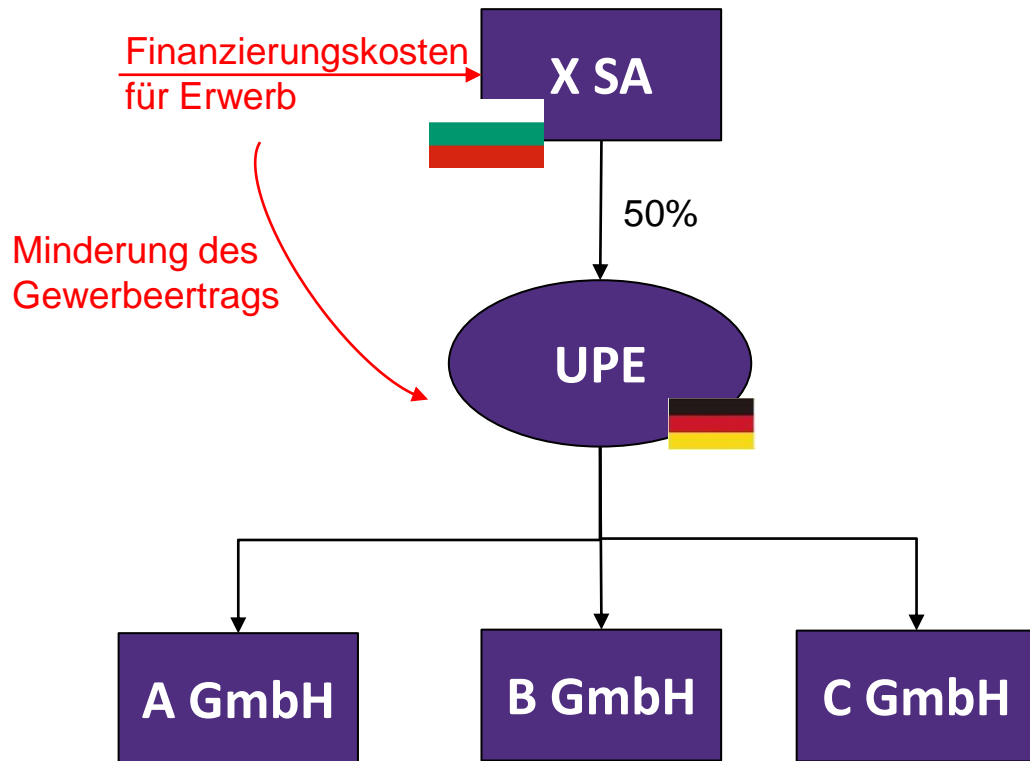 Finanzierungskosten
für Erwerb
X SA
50%
Minderung des
Gewerbeertrags
UPE
A GmbH
B GmbH
C GmbH